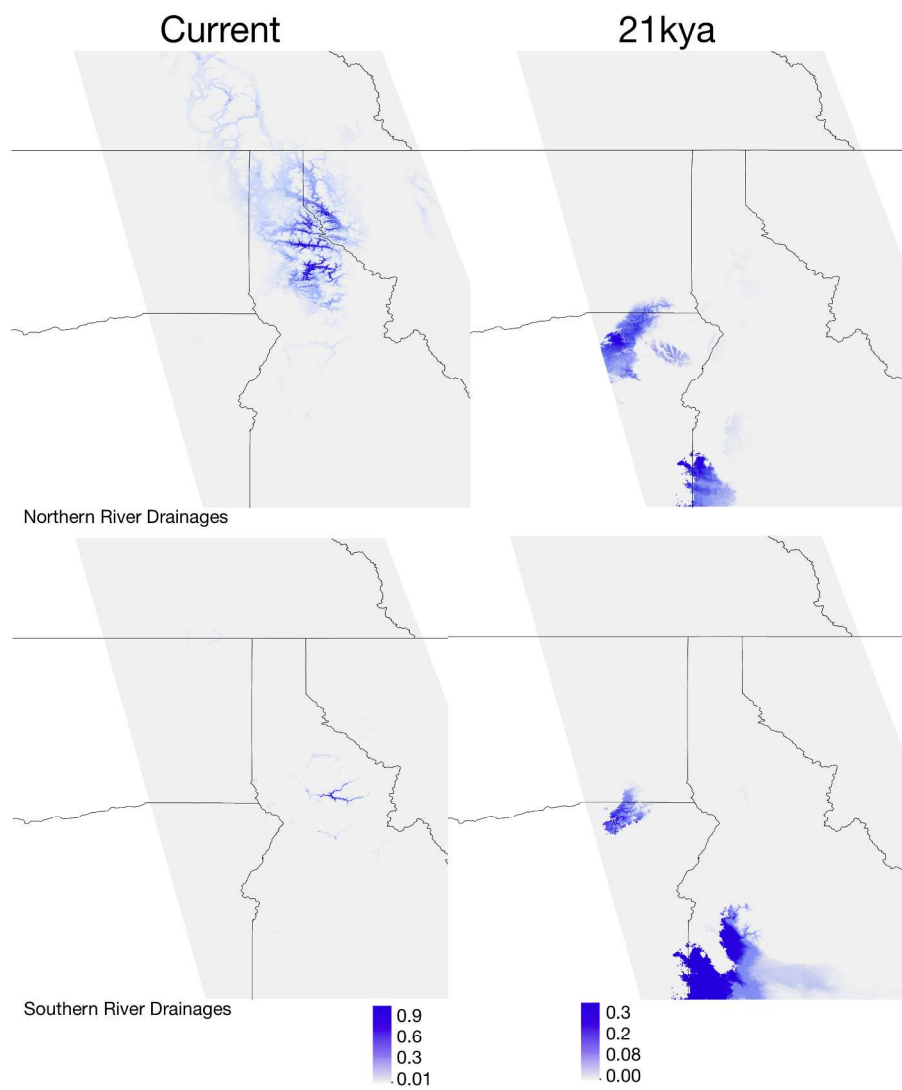 Current
21kya
Northern River Drainages
Southern River Drainages
0.9
0.6
0.3
0.01
0.3
0.2
0.08
0.00